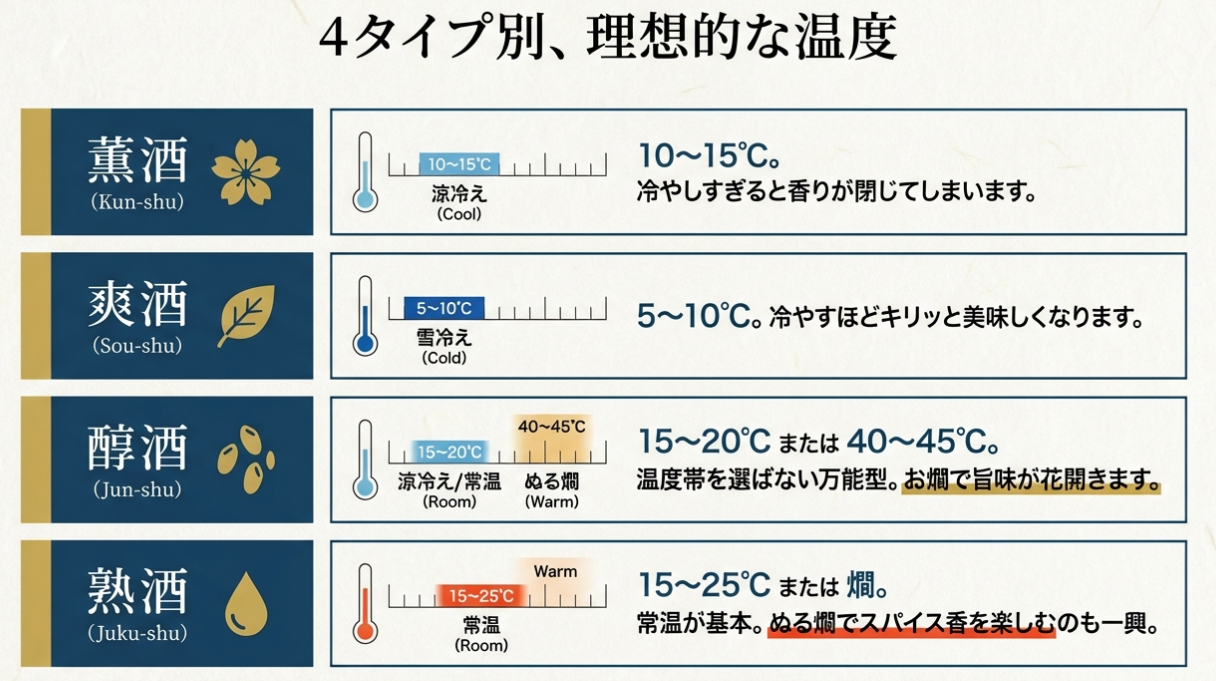 4タイプ別、理想的な温度
薫酒
(Kun-shu)
10〜15℃
涼冷え
(Cool)
10〜15℃。
冷やしすぎると香りが閉じてしまいます。
爽酒
(Sou-shu)
5〜10℃
雪冷え
(Cold)
5〜10℃。冷やすほどキリッと美味しくなります。
醇酒
(Jun-shu)
15〜20℃
涼冷え/常温
(Room)
40〜45℃
ぬる燗
(Warm)
15〜20℃ または 40〜45℃。
温度帯を選ばない万能型。お燗で旨味が花開きます。
熟酒
(Juku-shu)
15〜25℃
常温
(Room)
Warm
15〜25℃ または 燗。
常温が基本。ぬる燗でスパイス香を楽しむのも一興。